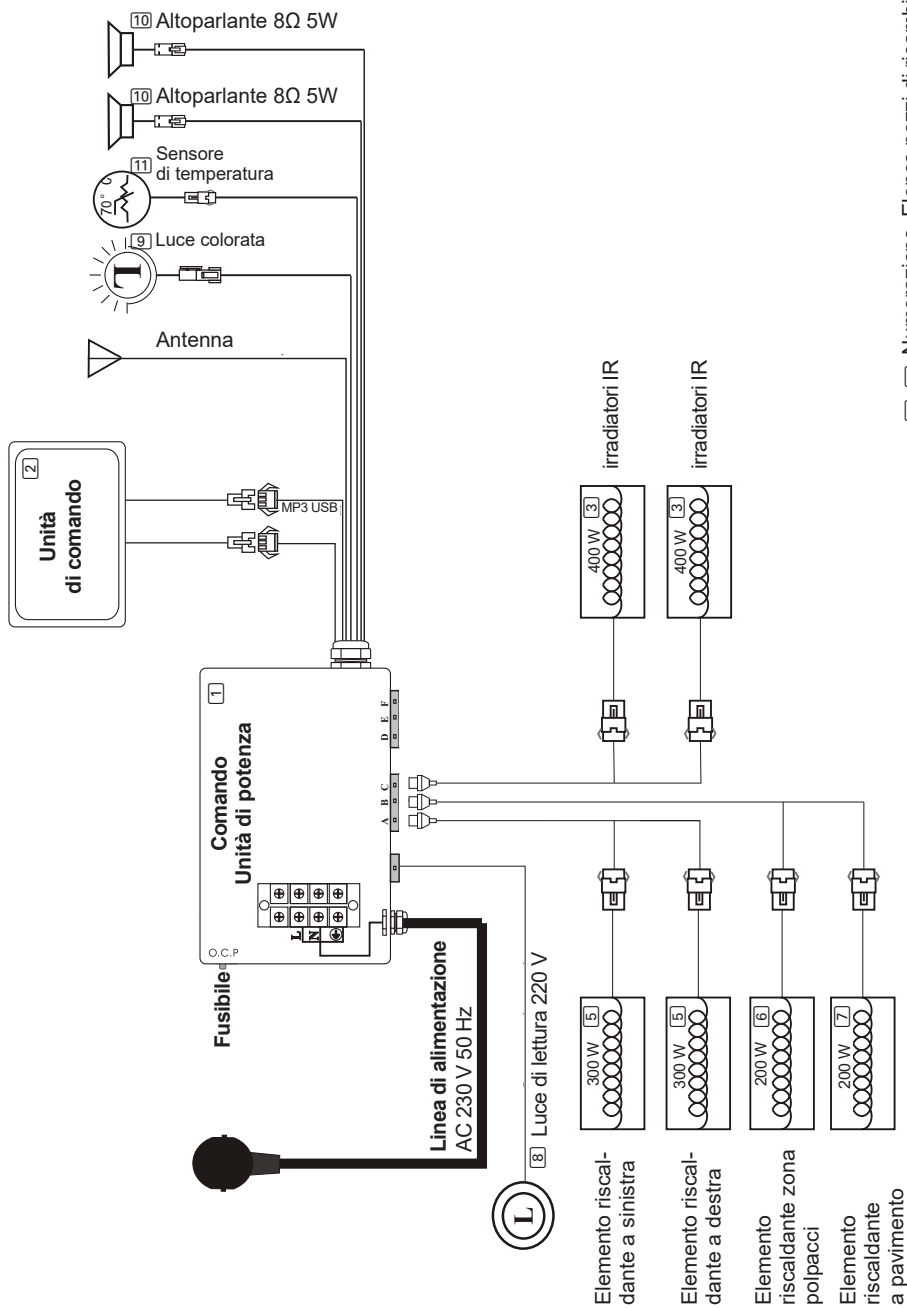 10 Altoparlante 8Ω 5W
10 Altoparlante 8Ω 5W
11 Sensore
di temperatura
70° C
9 Luce colorata
L
Antenna
2
Unità
di comando
MP3 USB
1
Comando
Unità di potenza
A B C
D E F
L
N
O.C.P
Fusibile
Linea di alimentazione
AC 230 V 50 Hz
8 Luce di lettura 220 V
L
400 W 3
irradiatori IR
400 W 3
irradiatori IR
300 W 5
Elemento riscal-
dante a sinistra
300 W 5
Elemento riscal-
dante a destra
200 W 6
Elemento
riscaldante zona
polpacci
200 W 7
Elemento
riscaldante
a pavimento